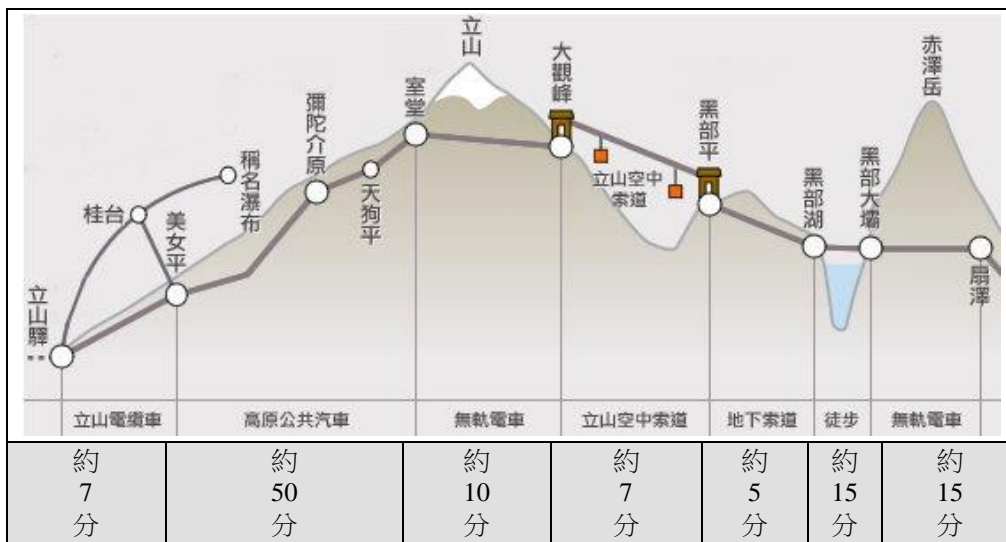 立山
大觀峰
赤澤岳
室堂
黑部平
彌陀介原
稱名瀑布
天狗平
立山空中
索道
黑部湖
黑部大壩
桂台
美女平
立山驛
扇澤
立山電纜車
高原公共汽車
無軌電車
立山空中索道
地下索道
徒步
無軌電車
約
7
分
約
50
分
約
10
分
約
7
分
約
5
分
約
15
分
約
15
分